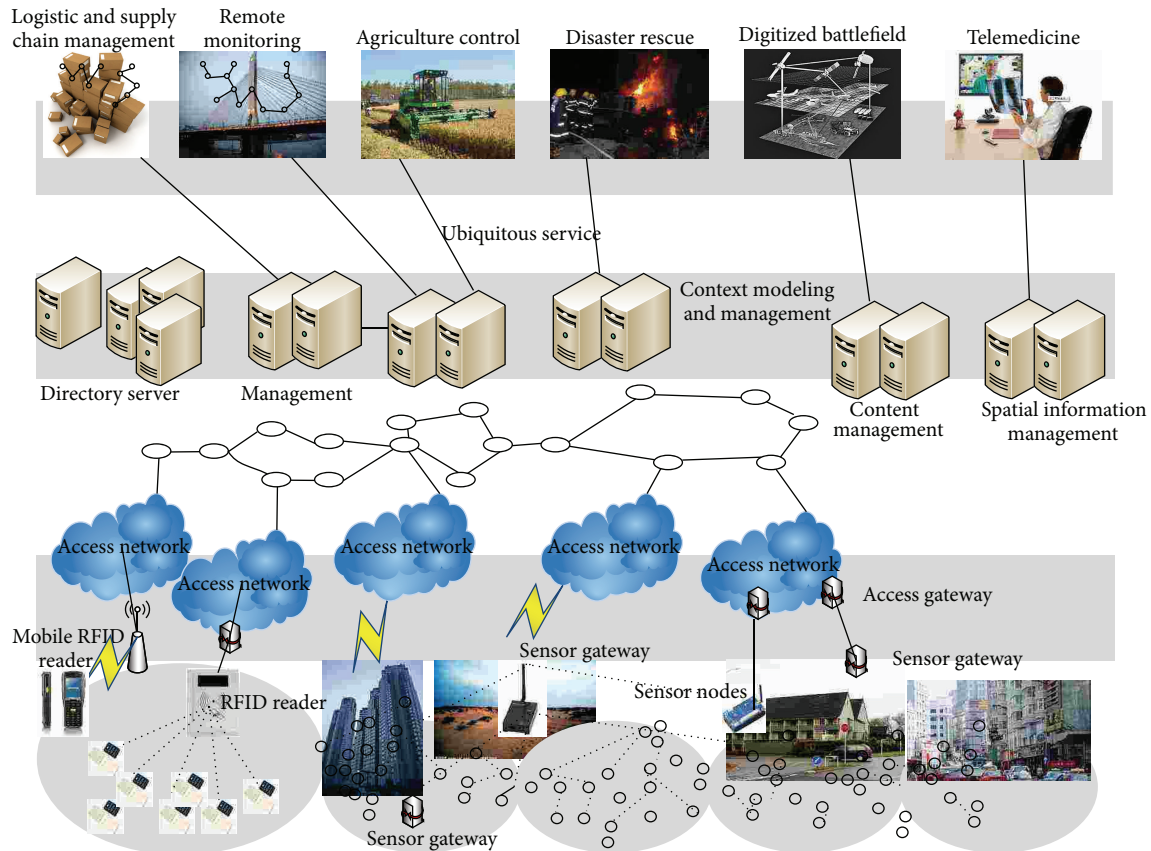 Logistic and supply
chain management
Remote
monitoring
Agriculture control
Disaster rescue
Digitized battlefield
Telemedicine
Ubiquitous service
Context modeling
and management
Directory server
Management
Content
management
Spatial information
management
Access network
Access network
Access network
Access network
Access network
Access gateway
Mobile RFID
reader
Sensor gateway
Sensor gateway
RFID reader
Sensor nodes
Sensor gateway